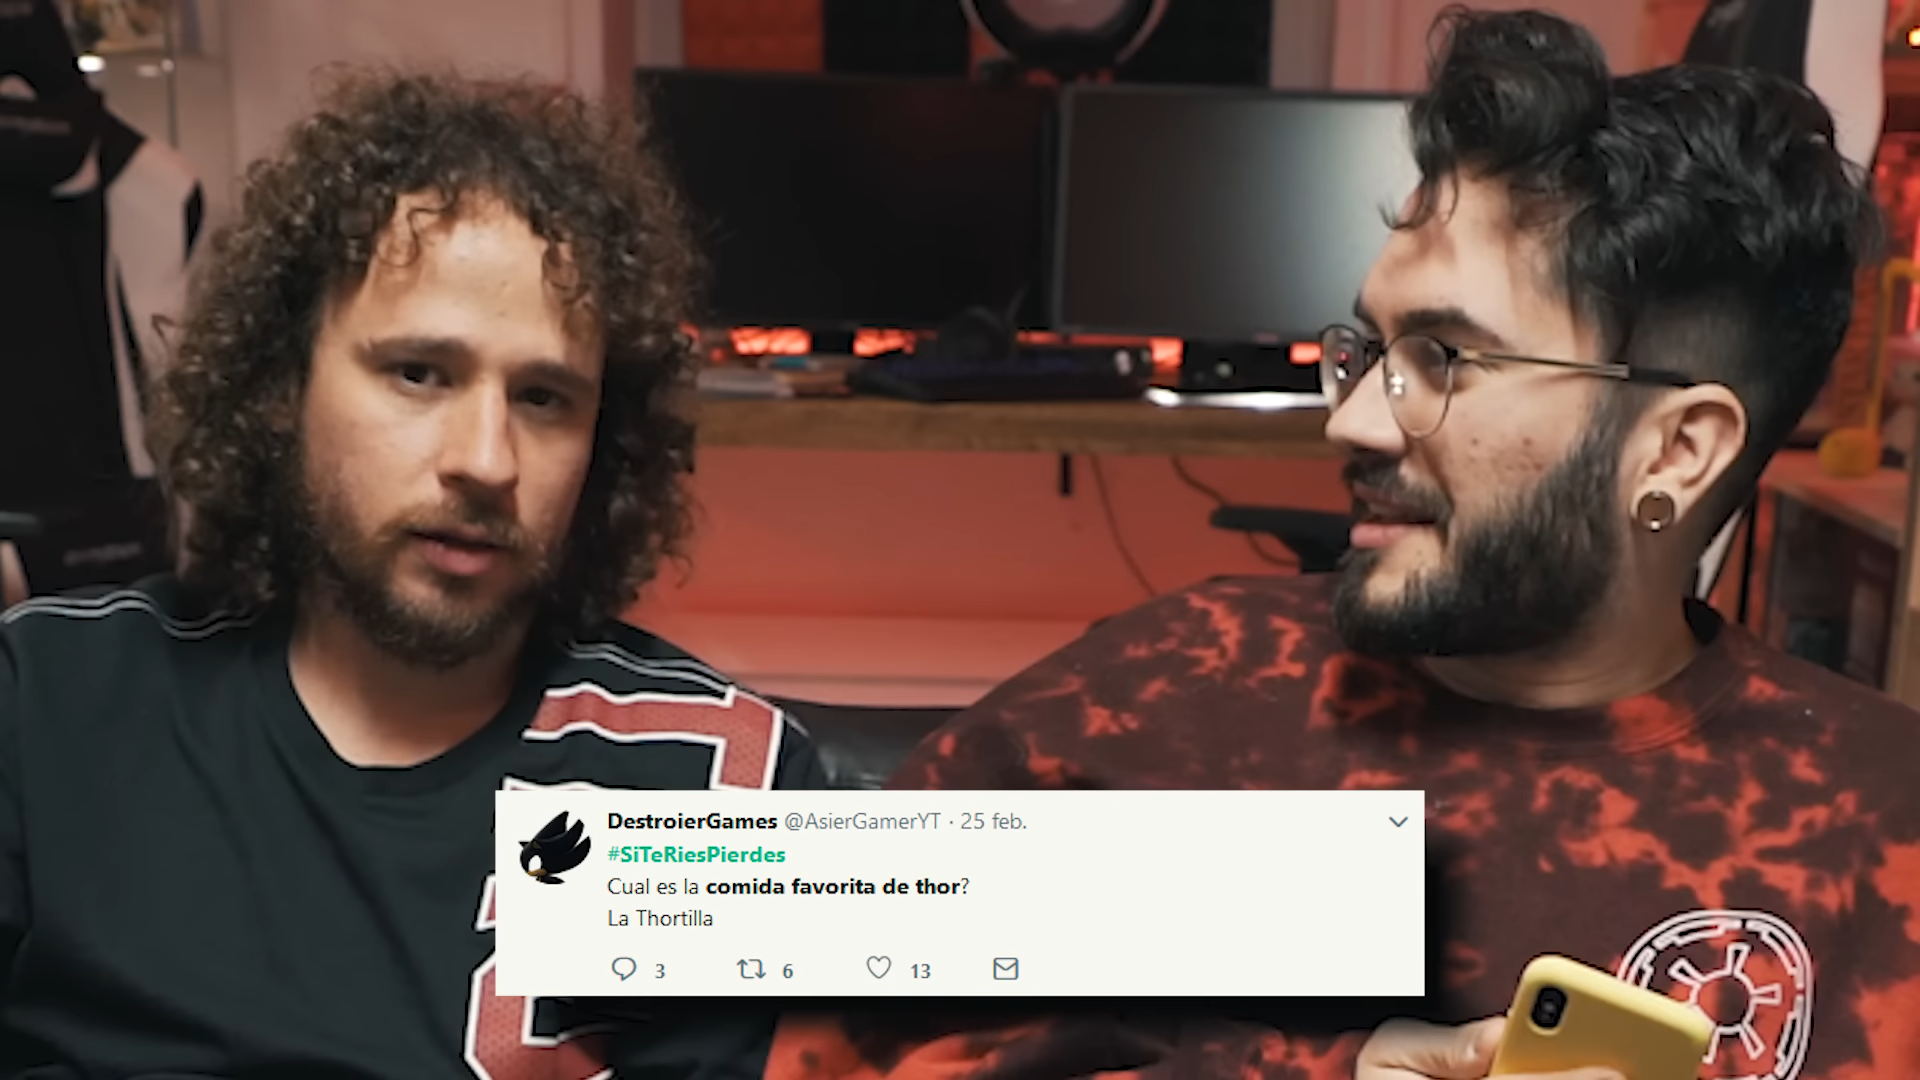 DestroierGames @AsierGamerYT · 25 feb.
#SiTeRiesPierdes
Cual es la comida favorita de thor?
La Thortilla
3 6 13